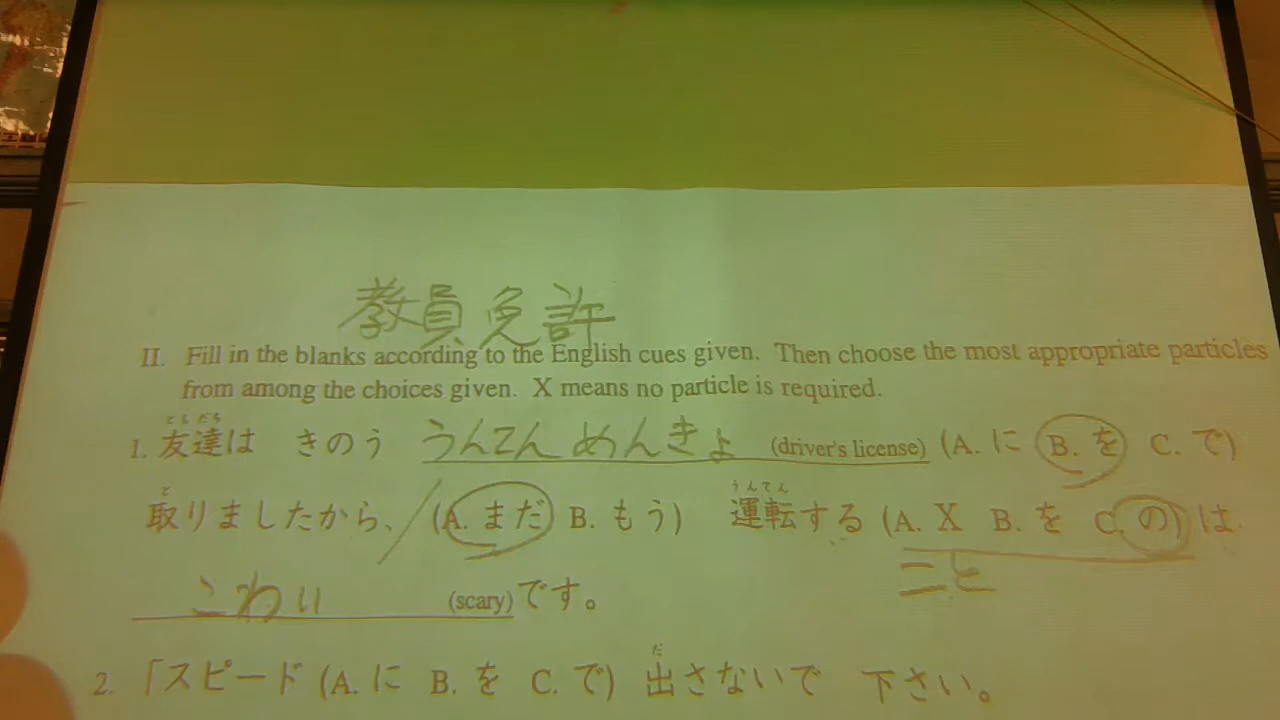 教員免許
II. Fill in the blanks according to the English cues given. Then choose the most appropriate particles
from among the choices given. X means no particle is required.
ともだち
1. 友達は きのう うんてんめんきょ (driver's license) (A. に B. を C. で)
と うんてん
取りましたから、 (A. まだ B. もう) 運転する (A. X B. を C. の) は
こと
こわい (scary) です。
だ
2. 「スピード (A. に B. を C. で) 出さないで 下さい。